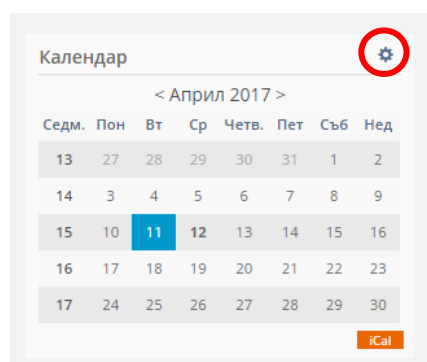 Календар
< Април 2017 >
Седм. Пон Вт Ср Четв. Пет Съб Нед
13 27 28 29 30 31 1 2
14 3 4 5 6 7 8 9
15 10 11 12 13 14 15 16
16 17 18 19 20 21 22 23
17 24 25 26 27 28 29 30
iCal